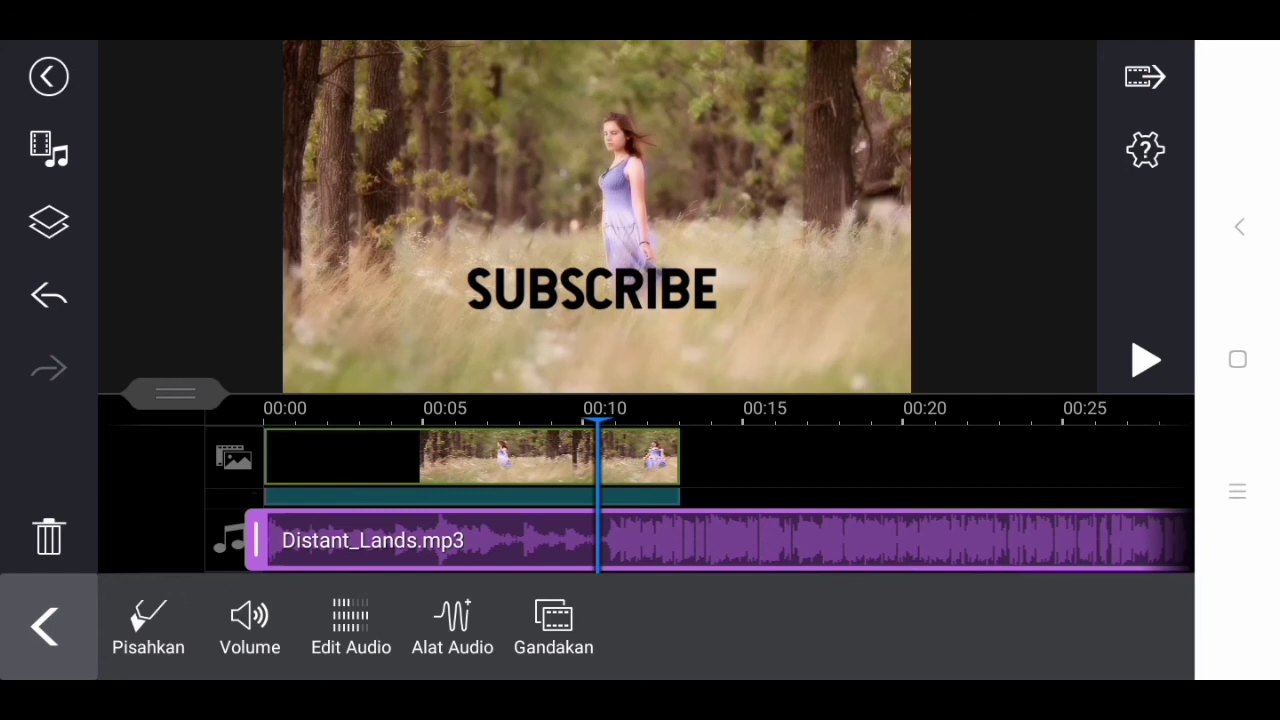 SUBSCRIBE
00:00 00:05 00:10 00:15 00:20 00:25
Distant_Lands.mp3
Pisahkan Volume Edit Audio Alat Audio Gandakan